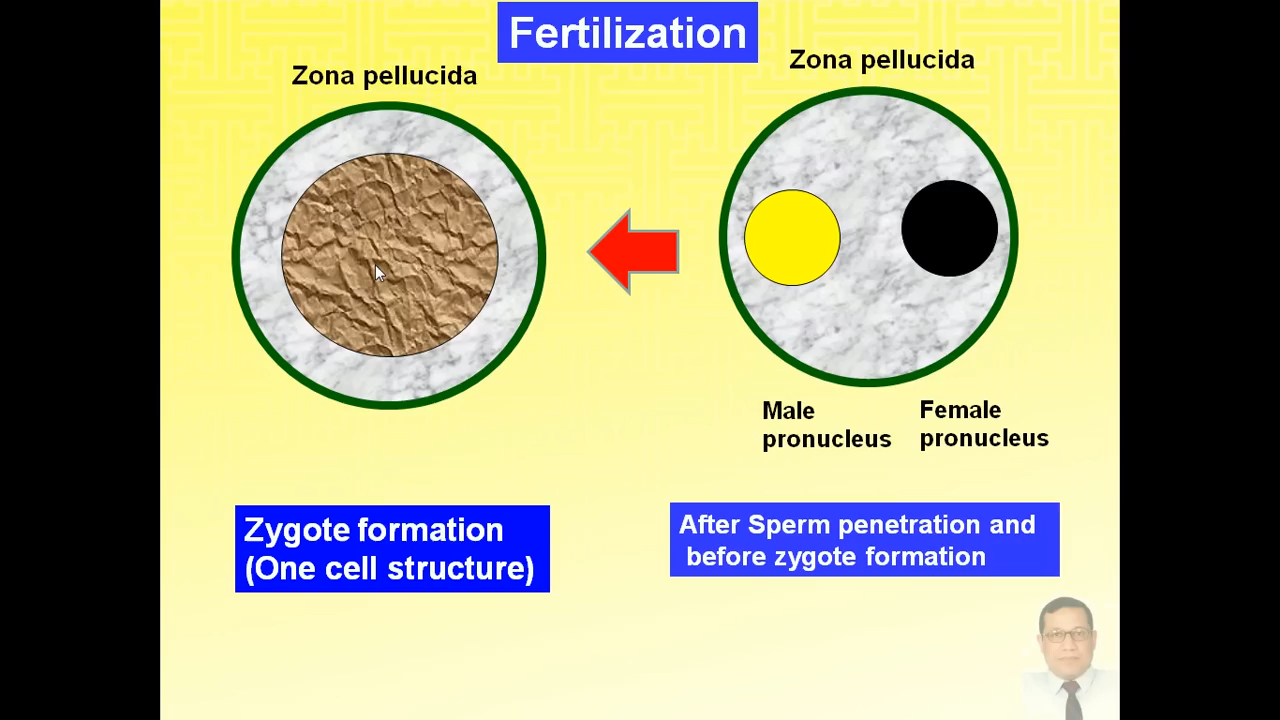 Fertilization
Zona pellucida
Zona pellucida
Male
pronucleus
Female
pronucleus
Zygote formation
(One cell structure)
After Sperm penetration and
before zygote formation